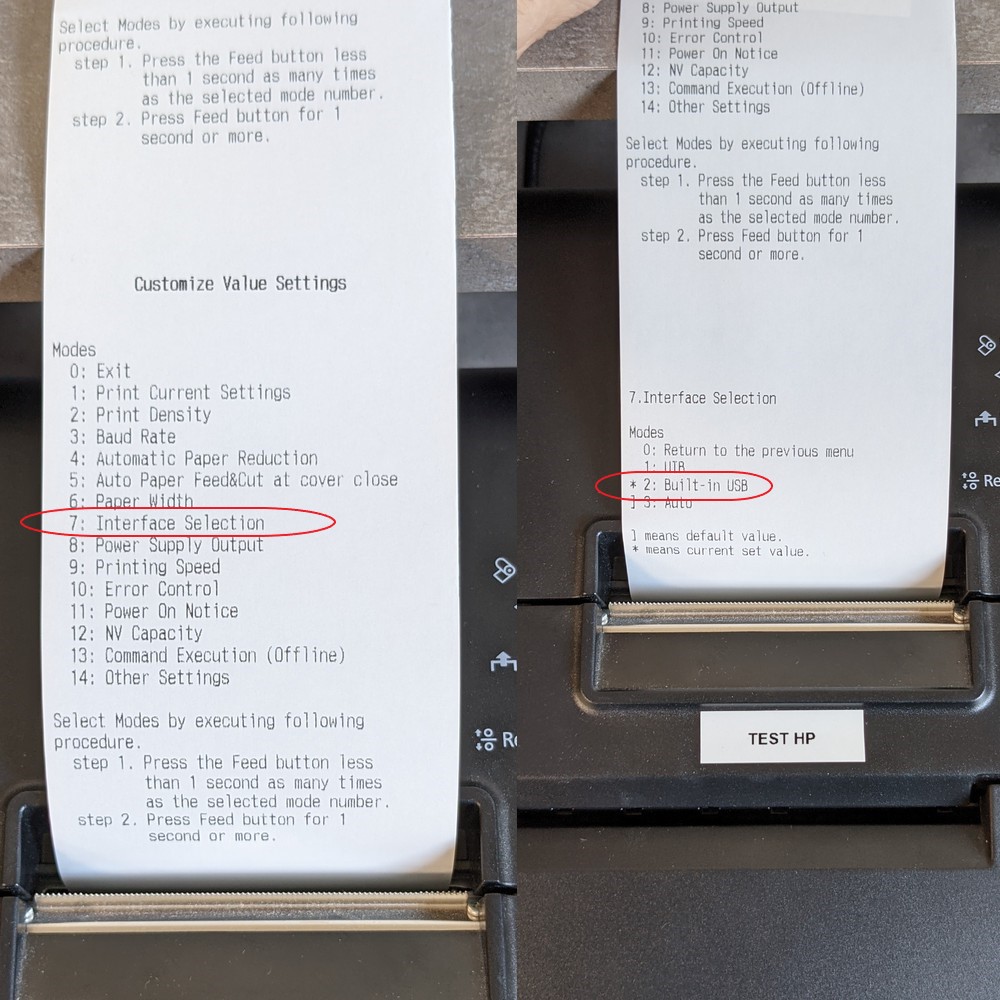 Select Modes by executing following
procedure.
step 1. Press the Feed button less
than 1 second as many times
as the selected mode number.
step 2. Press Feed button for 1
second or more.
Customize Value Settings
Modes
0: Exit
1: Print Current Settings
2: Print Density
3: Baud Rate
4: Automatic Paper Reduction
5: Auto Paper Feed&Cut at cover close
6: Paper Width
7: Interface Selection
8: Power Supply Output
9: Printing Speed
10: Error Control
11: Power On Notice
12: NV Capacity
13: Command Execution (Offline)
14: Other Settings
Select Modes by executing following
procedure.
step 1. Press the Feed button less
than 1 second as many times
as the selected mode number.
step 2. Press Feed button for 1
second or more.
8: Power Supply Output
9: Printing Speed
10: Error Control
11: Power On Notice
12: NV Capacity
13: Command Execution (Offline)
14: Other Settings
Select Modes by executing following
procedure.
step 1. Press the Feed button less
than 1 second as many times
as the selected mode number.
step 2. Press Feed button for 1
second or more.
7.Interface Selection
Modes
0: Return to the previous menu
1: UIB
* 2: Built-in USB
] 3: Auto
] means default value.
* means current set value.
TEST HP